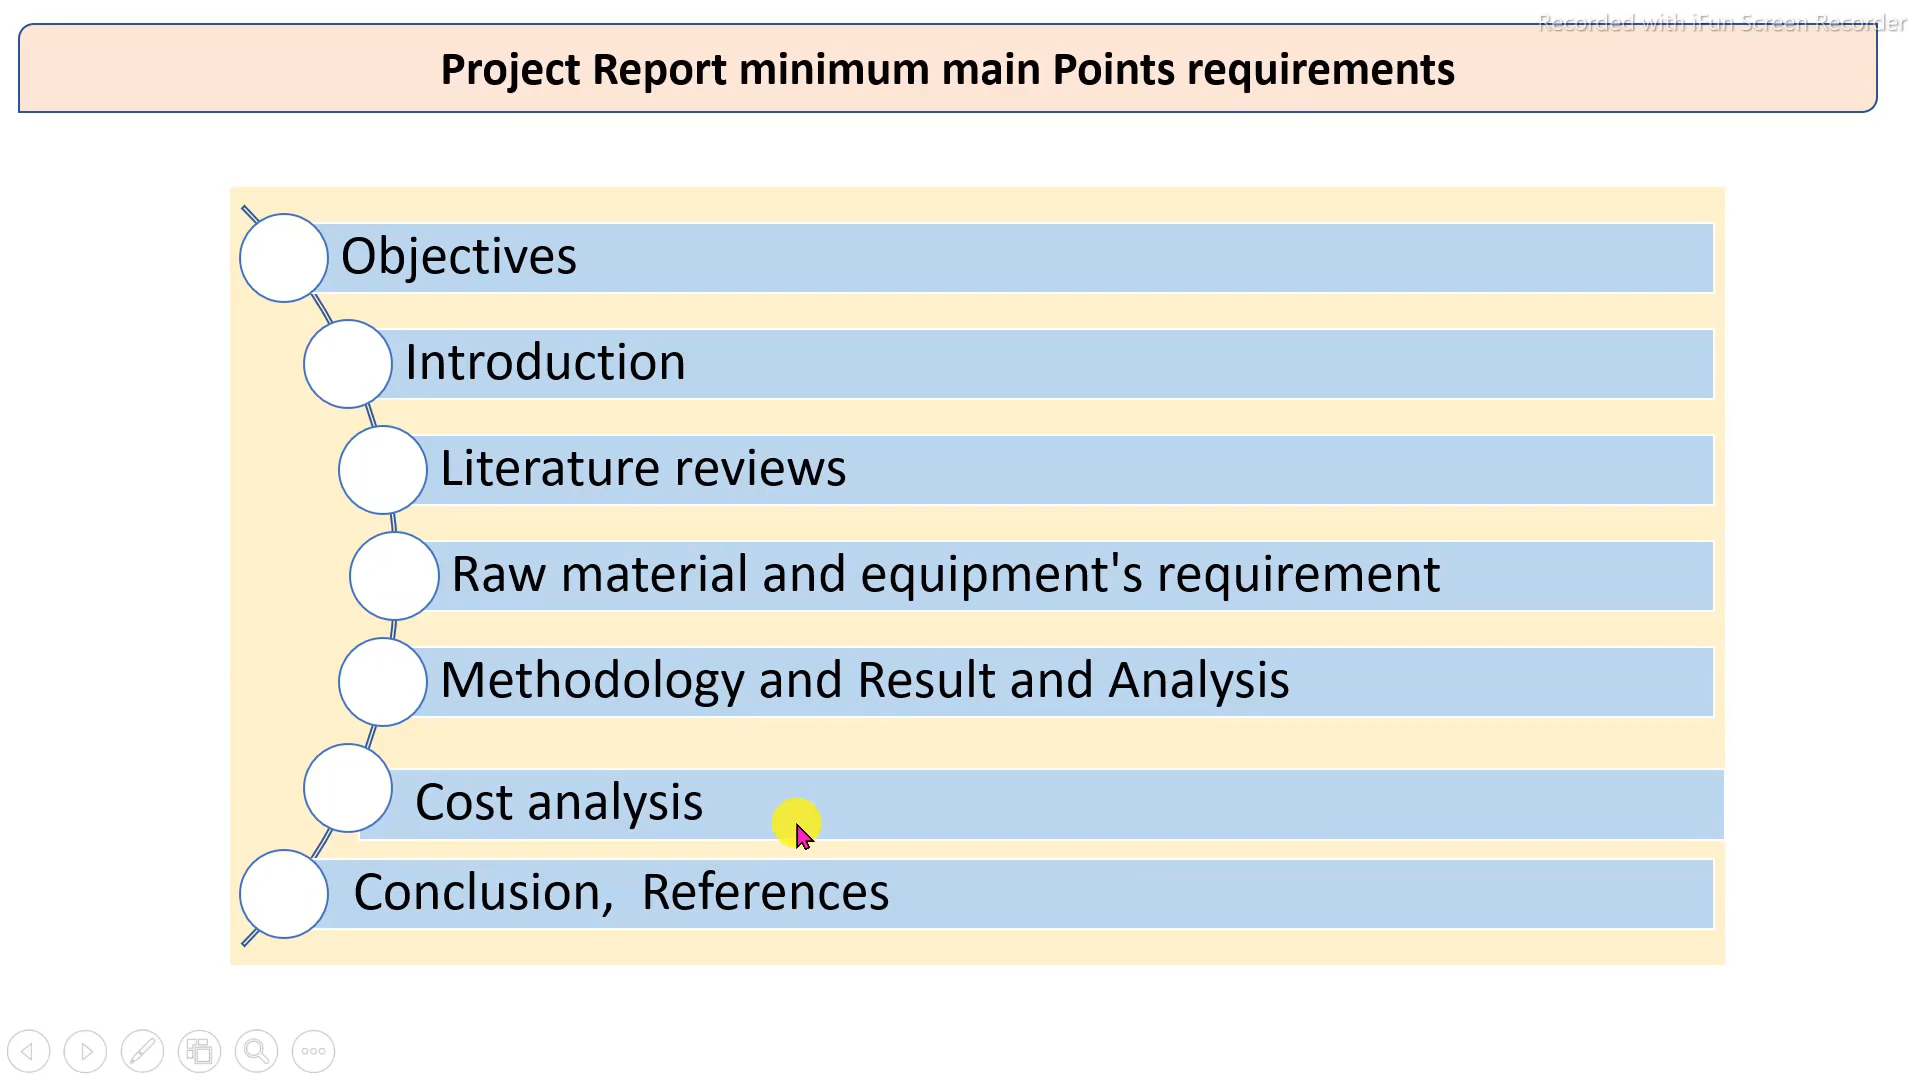 Recorded with iFun Screen Recorder
Project Report minimum main Points requirements
Objectives
Introduction
Literature reviews
Raw material and equipment's requirement
Methodology and Result and Analysis
Cost analysis
Conclusion,  References